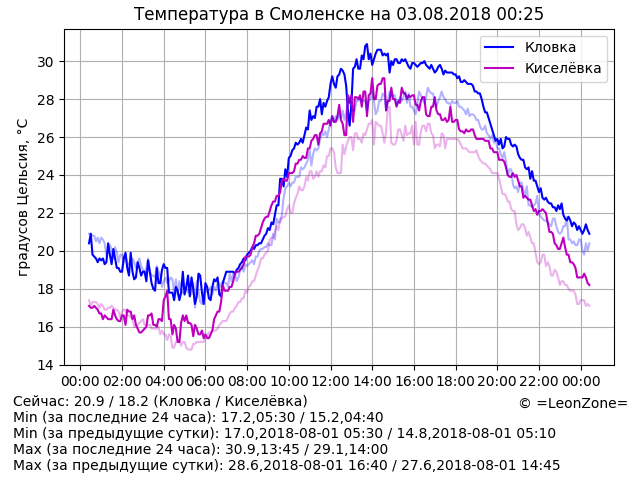 Температура в Смоленске на 03.08.2018 00:25
градусов Цельсия, °C
30
28
26
24
22
20
18
16
14
Кловка
Киселёвка
00:00 02:00 04:00 06:00 08:00 10:00 12:00 14:00 16:00 18:00 20:00 22:00 00:00
Сейчас: 20.9 / 18.2 (Кловка / Киселёвка)
© =LeonZone=
Min (за последние 24 часа): 17.2,05:30 / 15.2,04:40
Min (за предыдущие сутки): 17.0,2018-08-01 05:30 / 14.8,2018-08-01 05:10
Max (за последние 24 часа): 30.9,13:45 / 29.1,14:00
Max (за предыдущие сутки): 28.6,2018-08-01 16:40 / 27.6,2018-08-01 14:45